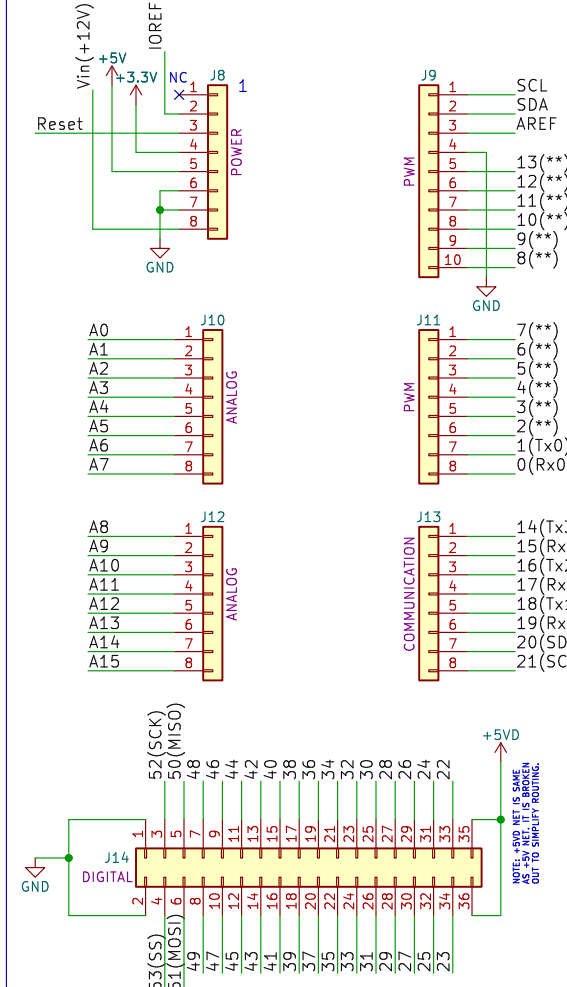 Vin(+12V)
IOREF
+5V
+3.3V
NC
J8
1
Reset
1
2
3
4
5
6
7
8
POWER
GND
J9
PWM
1 SCL
2 SDA
3 AREF
4
5 13(**)
6 12(**)
7 11(**)
8 10(**)
9 9(**)
10 8(**)
GND
J10
A0 1
A1 2
A2 3
A3 4
A4 5
A5 6
A6 7
A7 8
ANALOG
J11
PWM
1 7(**)
2 6(**)
3 5(**)
4 4(**)
5 3(**)
6 2(**)
7 1(Tx0)
8 0(Rx0
J12
A8 1
A9 2
A10 3
A11 4
A12 5
A13 6
A14 7
A15 8
ANALOG
J13
COMMUNICATION
1 14(Tx3
2 15(Rx
3 16(Tx2
4 17(Rx
5 18(Tx1
6 19(Rx
7 20(SD
8 21(SC
52(SCK)
50(MISO)
48
46
44
42
40
38
36
34
32
30
28
26
24
22
+5VD
NOTE: +5VD NET IS SAME
AS +5V NET. IT IS BROKEN
OUT TO SIMPLIFY ROUTING.
1 3 5 7 9 11 13 15 17 19 21 23 25 27 29 31 33 35
J14
DIGITAL
GND
2 4 6 8 10 12 14 16 18 20 22 24 26 28 30 32 34 36
53(SS)
51(MOSI)
49
47
45
43
41
39
37
35
33
31
29
27
25
23